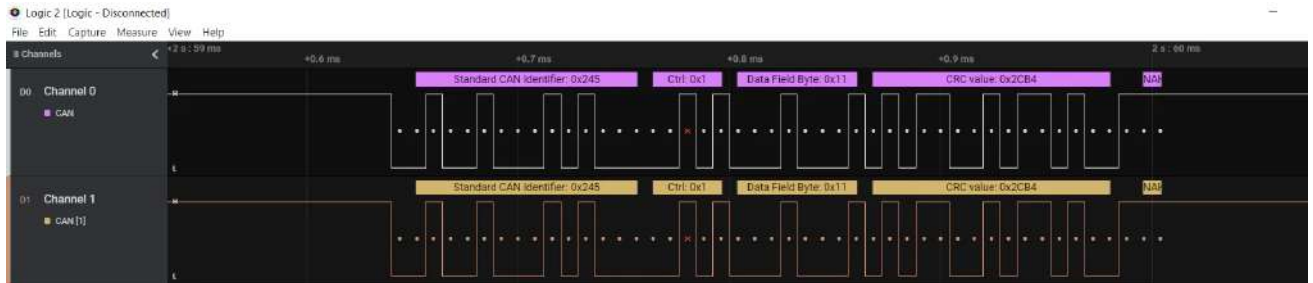 Logic 2 [Logic - Disconnected]
File Edit Capture Measure View Help
8 Channels
+2 s : 59 ms
+0.6 ms +0.7 ms +0.8 ms +0.9 ms
2 s : 60 ms
Standard CAN Identifier: 0x245 Ctrl: 0x1 Data Field Byte: 0x11 CRC value: 0x2CB4 NAK
D0 Channel 0
H
CAN
L
Standard CAN Identifier: 0x245 Ctrl: 0x1 Data Field Byte: 0x11 CRC value: 0x2CB4 NAK
D1 Channel 1
H
CAN [1]
L